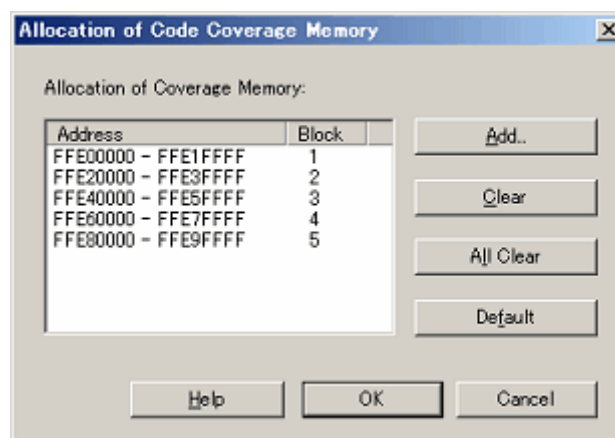 Allocation of Code Coverage Memory
Allocation of Coverage Memory:
Address Block
FFE00000 - FFE1FFFF 1
FFE20000 - FFE3FFFF 2
FFE40000 - FFE5FFFF 3
FFE60000 - FFE7FFFF 4
FFE80000 - FFE9FFFF 5
Add..
Clear
All Clear
Default
Help OK Cancel